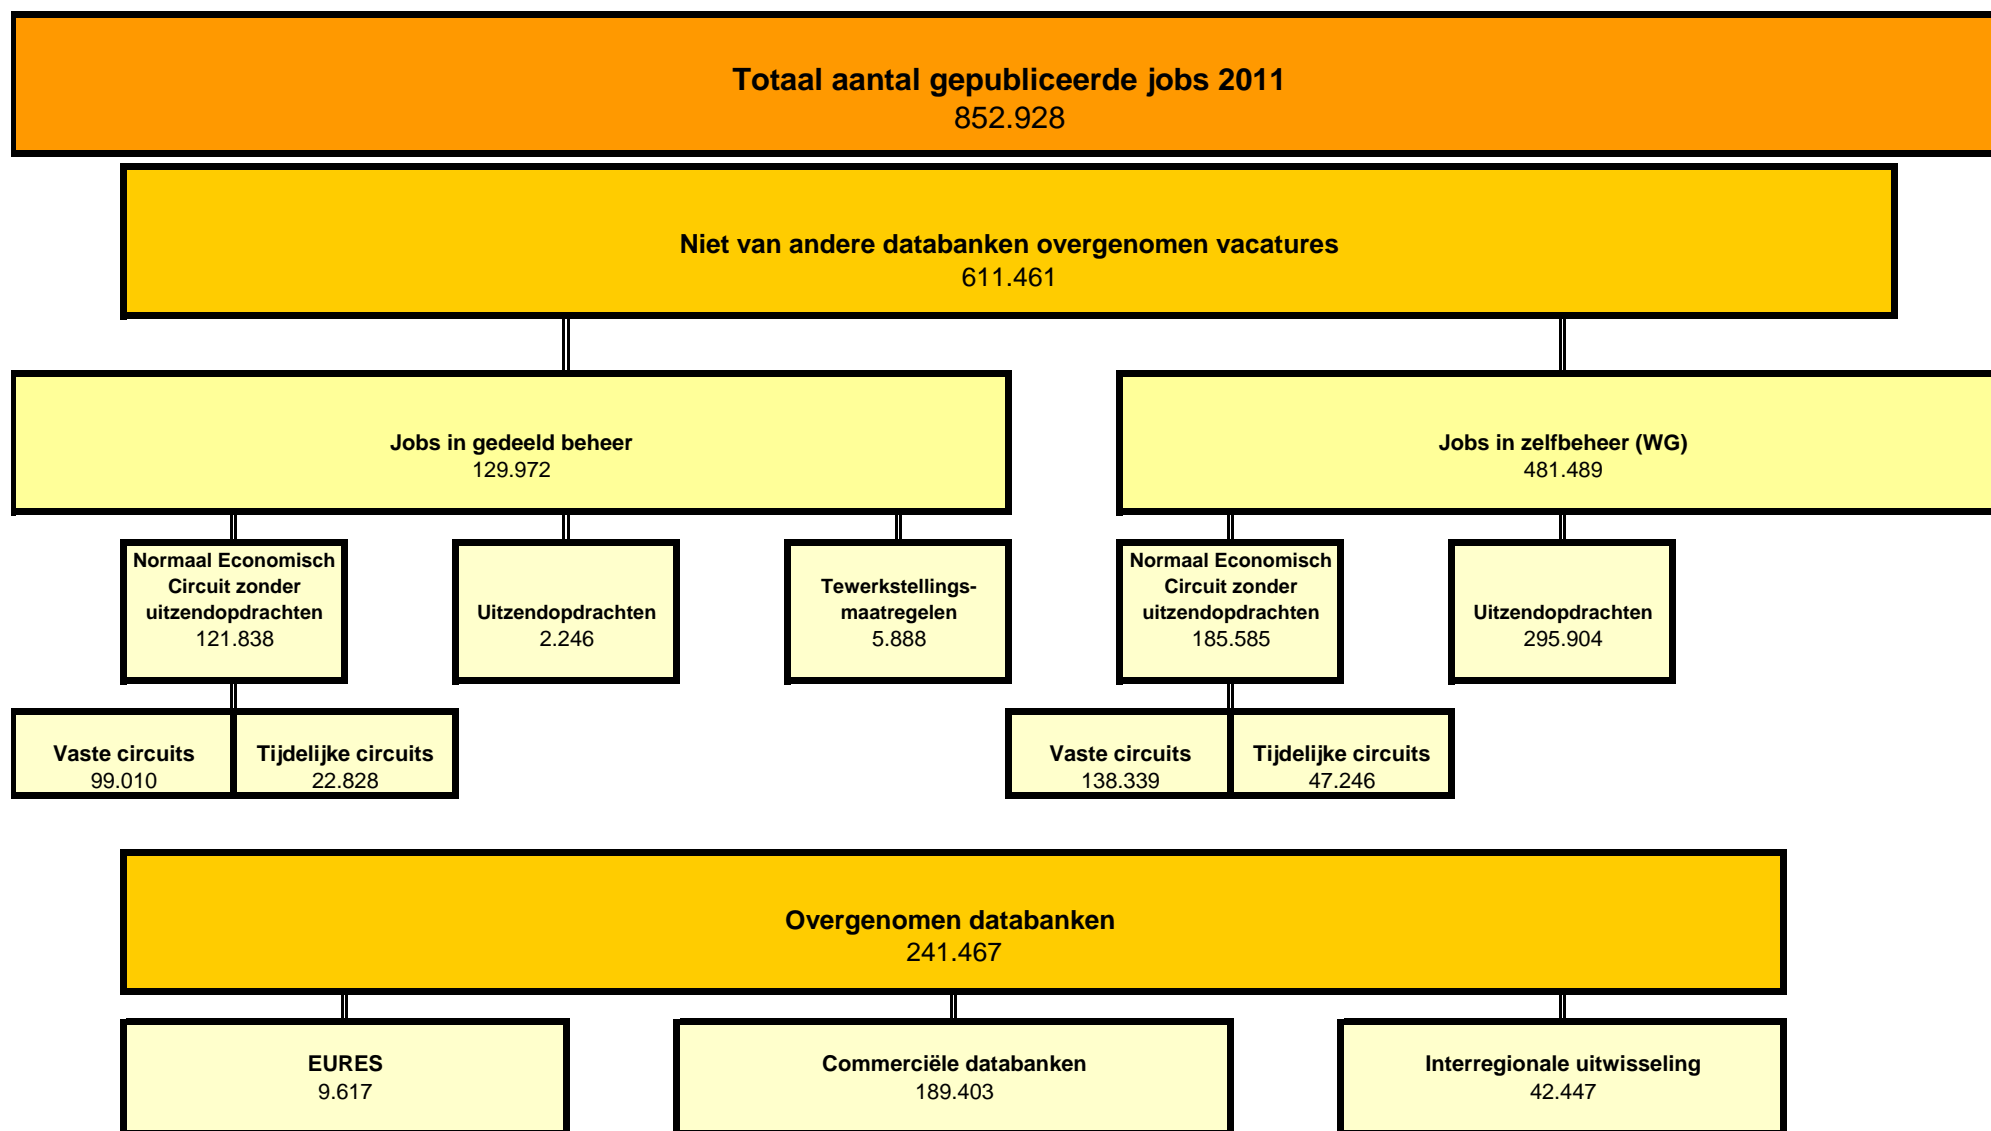 Totaal aantal gepubliceerde jobs 2011
852.928
Niet van andere databanken overgenomen vacatures
611.461
Jobs in gedeeld beheer
129.972
Jobs in zelfbeheer (WG)
481.489
Normaal Economisch
Circuit zonder
uitzendopdrachten
121.838
Uitzendopdrachten
2.246
Tewerkstellings-
maatregelen
5.888
Normaal Economisch
Circuit zonder
uitzendopdrachten
185.585
Uitzendopdrachten
295.904
Vaste circuits
99.010
Tijdelijke circuits
22.828
Vaste circuits
138.339
Tijdelijke circuits
47.246
Overgenomen databanken
241.467
EURES
9.617
Commerciële databanken
189.403
Interregionale uitwisseling
42.447